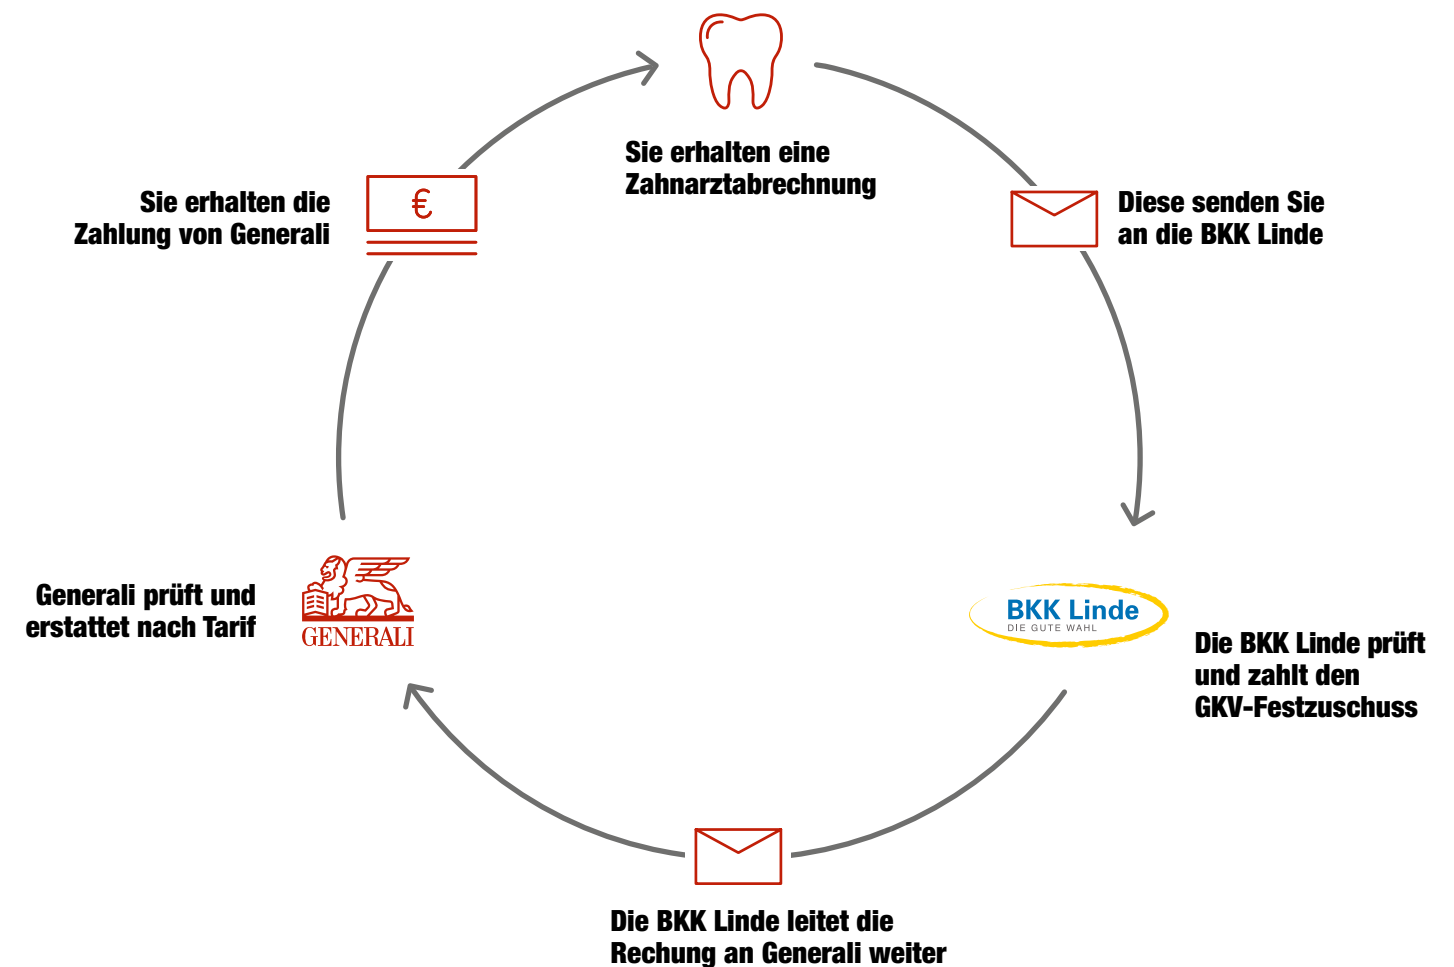 Sie erhalten eine
Zahnarztabrechnung
Diese senden Sie
an die BKK Linde
BKK Linde
DIE GUTE WAHL
Die BKK Linde prüft
und zahlt den
GKV-Festzuschuss
Die BKK Linde leitet die
Rechung an Generali weiter
GENERALI
Generali prüft und
erstattet nach Tarif
Sie erhalten die
Zahlung von Generali
€